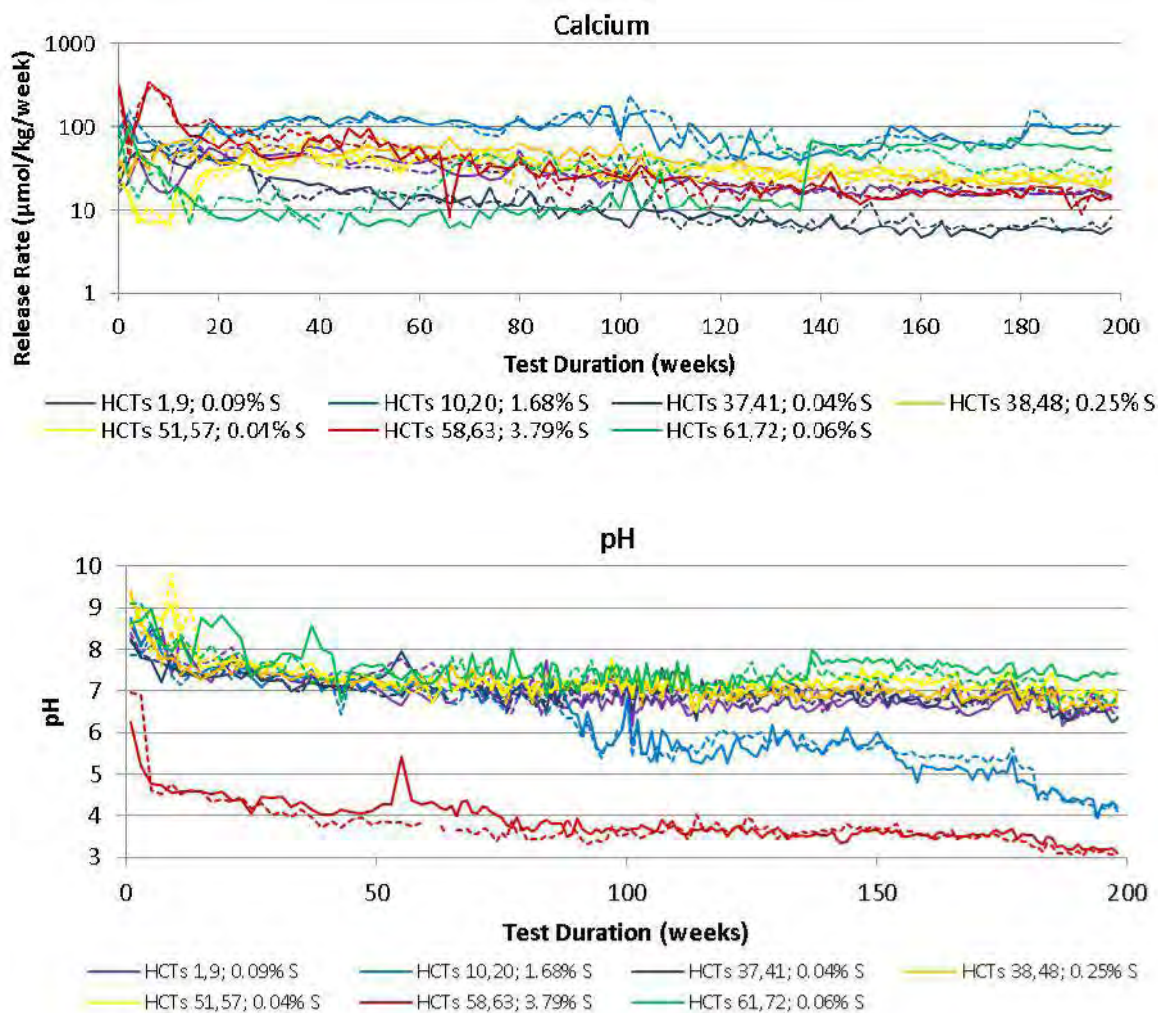 Calcium
Release Rate (µmol/kg/week)
1000
100
10
1
0 20 40 60 80 100 120 140 160 180 200
Test Duration (weeks)
HCTs 1,9; 0.09% S HCTs 10,20; 1.68% S HCTs 37,41; 0.04% S HCTs 38,48; 0.25% S
HCTs 51,57; 0.04% S HCTs 58,63; 3.79% S HCTs 61,72; 0.06% S
pH
pH
10
9
8
7
6
5
4
3
0 50 100 150 200
Test Duration (weeks)
HCTs 1,9; 0.09% S HCTs 10,20; 1.68% S HCTs 37,41; 0.04% S HCTs 38,48; 0.25% S
HCTs 51,57; 0.04% S HCTs 58,63; 3.79% S HCTs 61,72; 0.06% S